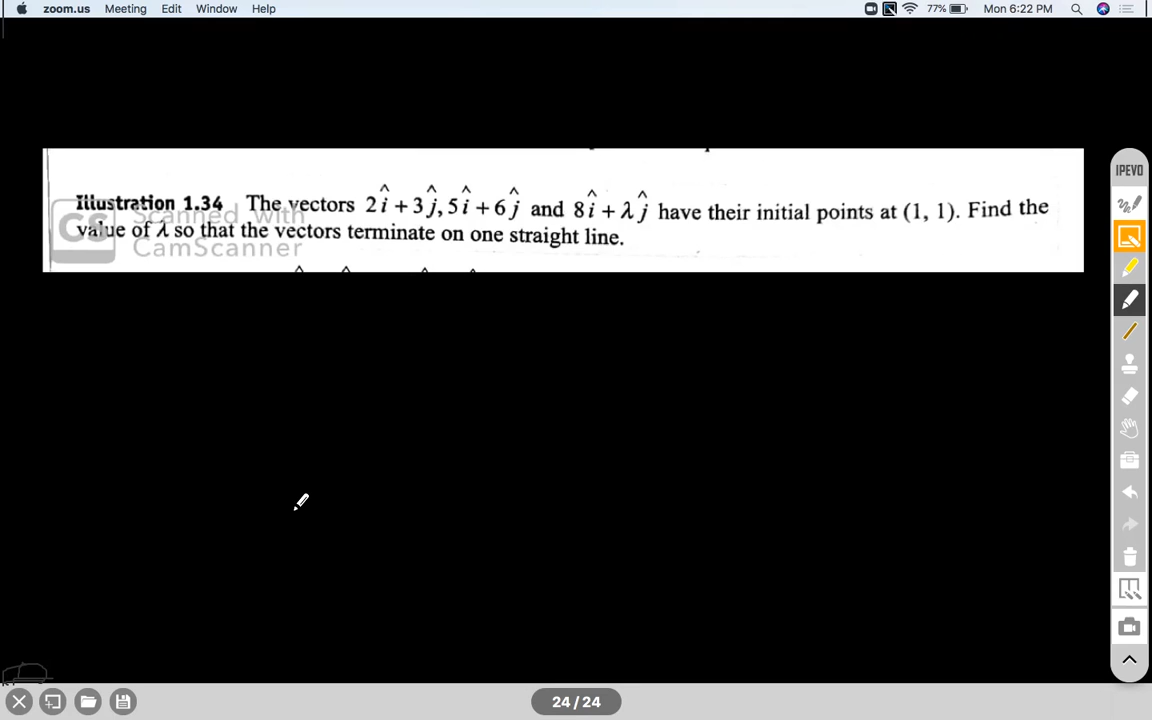 zoom.us Meeting Edit Window Help 77% Mon 6:22 PM
IPEVO
Illustration 1.34 The vectors 2î + 3ĵ, 5î + 6ĵ and 8î + λĵ have their initial points at (1, 1). Find the
value of λ so that the vectors terminate on one straight line.
CS Scanned with
CamScanner
24 / 24